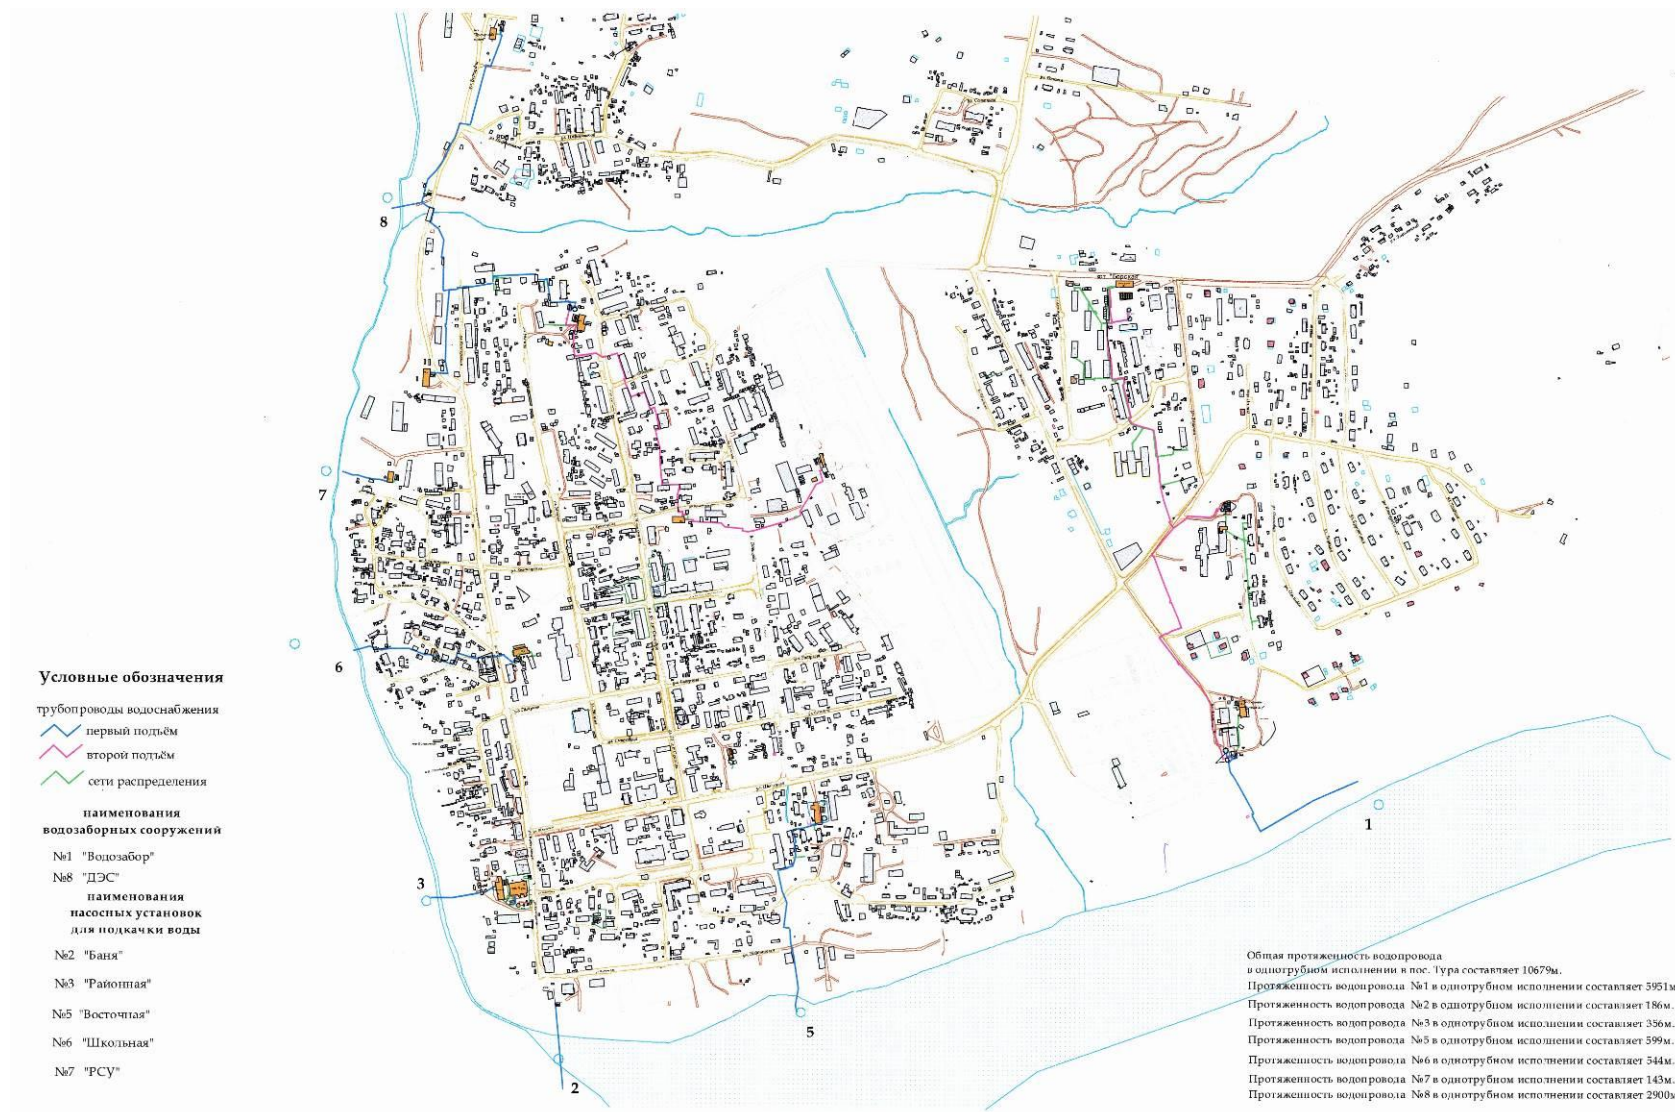 8
7
6
3
5
2
1
Условные обозначения
трубопроводы водоснабжения
первый подъём
второй подъём
сети распределения
наименования
водозаборных сооружений
№1 "Водозабор"
№8 "ДЭС"
наименования
насосных установок
для подкачки воды
№2 "Баня"
№3 "Районная"
№5 "Восточная"
№6 "Школьная"
№7 "РСУ"
Общая протяженность водопровода
в однотрубном исполнении в пос. Тура составляет 10679м.
Протяженность водопровода №1 в однотрубном исполнении составляет 5951м
Протяженность водопровода №2 в однотрубном исполнении составляет 186м.
Протяженность водопровода №3 в однотрубном исполнении составляет 356м.
Протяженность водопровода №5 в однотрубном исполнении составляет 599м.
Протяженность водопровода №6 в однотрубном исполнении составляет 544м.
Протяженность водопровода №7 в однотрубном исполнении составляет 143м.
Протяженность водопровода №8 в однотрубном исполнении составляет 2900м